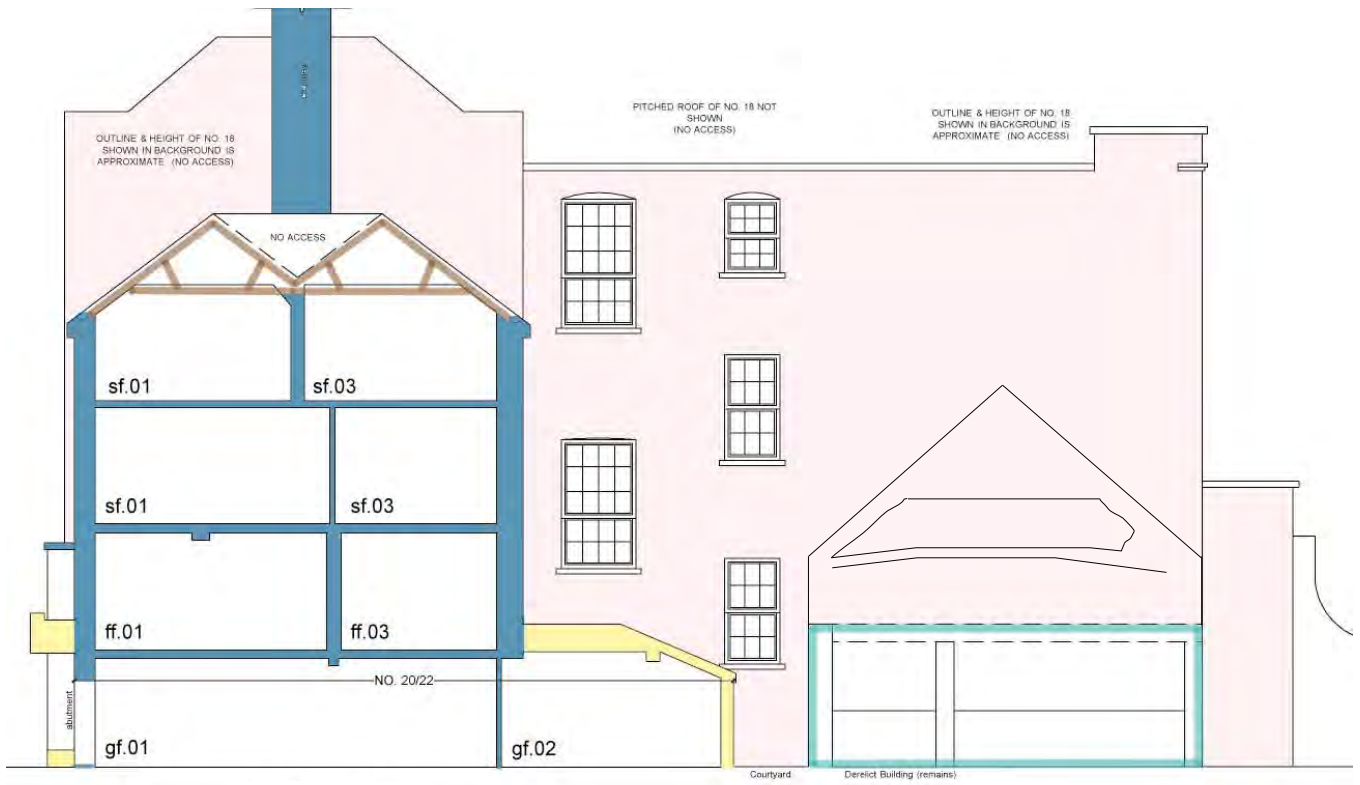 OUTLINE & HEIGHT OF NO. 18
SHOWN IN BACKGROUND IS
APPROXIMATE (NO ACCESS)
PITCHED ROOF OF NO. 18 NOT
SHOWN
(NO ACCESS)
OUTLINE & HEIGHT OF NO. 18
SHOWN IN BACKGROUND IS
APPROXIMATE (NO ACCESS)
NO ACCESS
sf.01
sf.03
sf.01
sf.03
ff.01
ff.03
NO. 20/22
abutment
gf.01
gf.02
Courtyard
Derelict Building (remains)